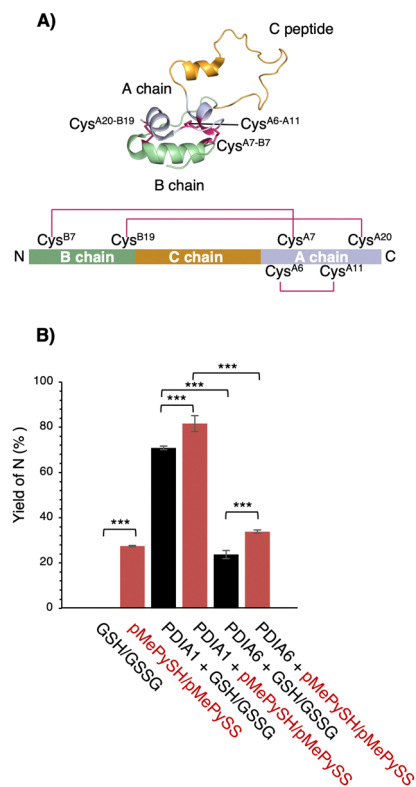 A)
C peptide
A chain
Cys^A20-B19 Cys^A6-A11
Cys^A7-B7
B chain
Cys^B7 Cys^B19 Cys^A7 Cys^A20
N B chain C chain A chain C
Cys^A6 Cys^A11
B)
Yield of N (% )
100
80
60
40
20
0
***
***
***
***
***
GSH/GSSG
pMePySH/pMePySS
PDIA1 + GSH/GSSG
PDIA1 + pMePySH/pMePySS
PDIA6 + GSH/GSSG
PDIA6 + pMePySH/pMePySS